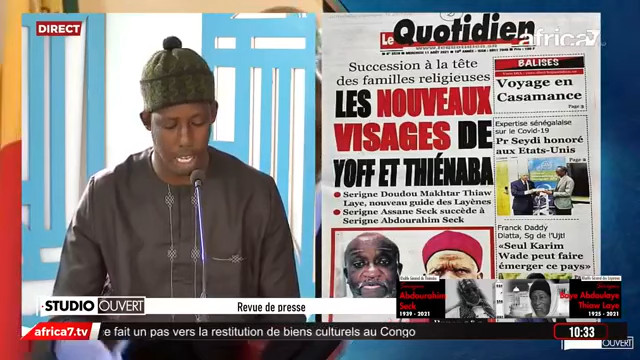 DIRECT
Le Quotidien
africa7
Succession à la tête
des familles religieuses
LES NOUVEAUX
VISAGES DE
YOFF ET THIÉNABA
Serigne Doudou Makhtar Thiaw
Laye, nouveau guide des Layènes
Serigne Assane Seck succède à
Serigne Abdourahim Seck
BALISES
Voyage en
Casamance
Page
Expertise sénégalaise
sur le Covid-19
Pr Seydi honoré
aux Etats-Unis
Page
Franck Daddy
Diatta, Sg de l'Ujtl
«Seul Karim
Wade peut faire
émerger ce pays»
Abdourahim
Seck
1939 - 2021
Baye Abdoulaye
Thiaw Laye
1925 - 2021
STUDIO OUVERT
Revue de presse
africa7.tv
e fait un pas vers la restitution de biens culturels au Congo
10:33
OUVERT